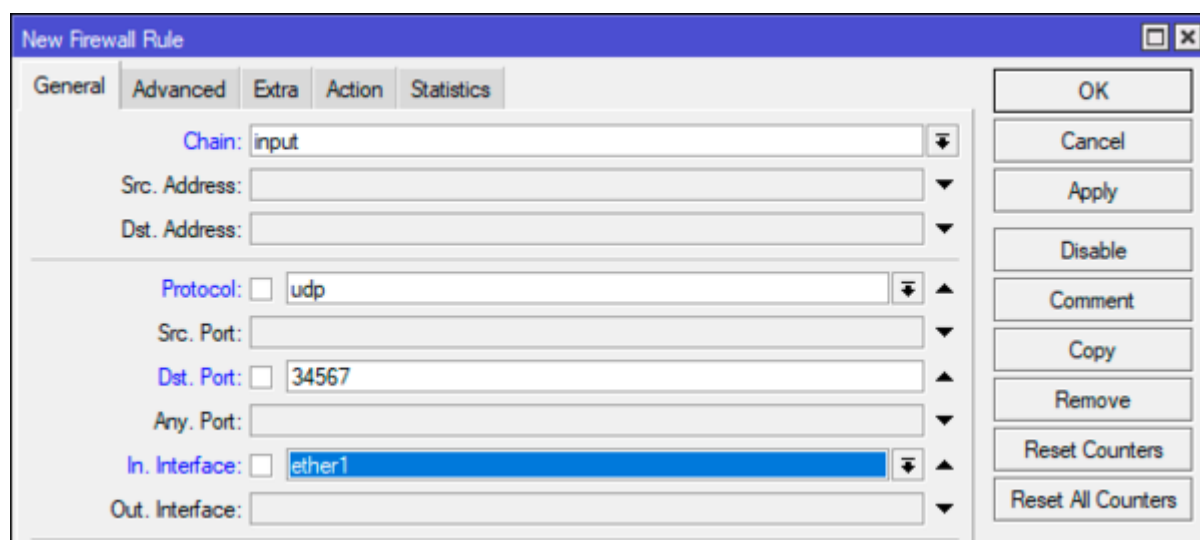 New Firewall Rule
General Advanced Extra Action Statistics
OK
Chain: input
Cancel
Src. Address:
Apply
Dst. Address:
Disable
Protocol: udp
Comment
Src. Port:
Copy
Dst. Port: 34567
Remove
Any. Port:
Reset Counters
In. Interface: ether1
Reset All Counters
Out. Interface: